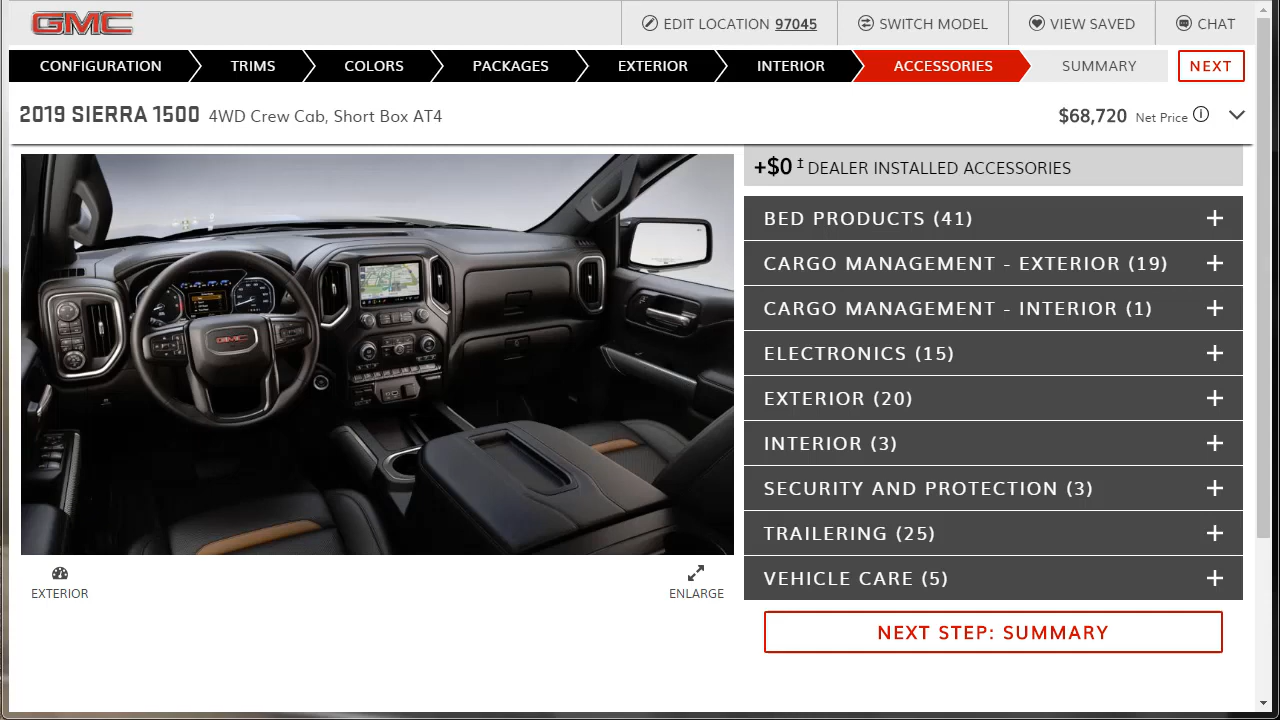 GMC
EDIT LOCATION 97045
SWITCH MODEL
VIEW SAVED
CHAT
CONFIGURATION
TRIMS
COLORS
PACKAGES
EXTERIOR
INTERIOR
ACCESSORIES
SUMMARY
NEXT
2019 SIERRA 1500 4WD Crew Cab, Short Box AT4
$68,720 Net Price
+$0 ‡ DEALER INSTALLED ACCESSORIES
GMC
BED PRODUCTS (41)
CARGO MANAGEMENT - EXTERIOR (19)
CARGO MANAGEMENT - INTERIOR (1)
ELECTRONICS (15)
EXTERIOR (20)
INTERIOR (3)
SECURITY AND PROTECTION (3)
TRAILERING (25)
VEHICLE CARE (5)
EXTERIOR
ENLARGE
NEXT STEP: SUMMARY